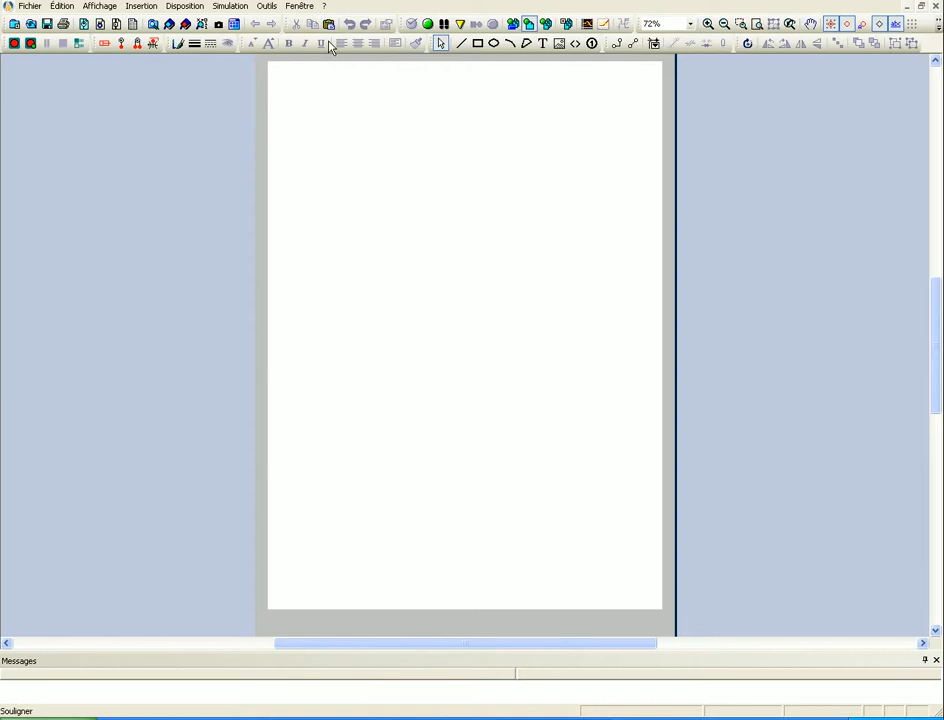 Fichier Édition Affichage Insertion Disposition Simulation Outils Fenêtre ?
72%
B I U T
Messages
Souligner